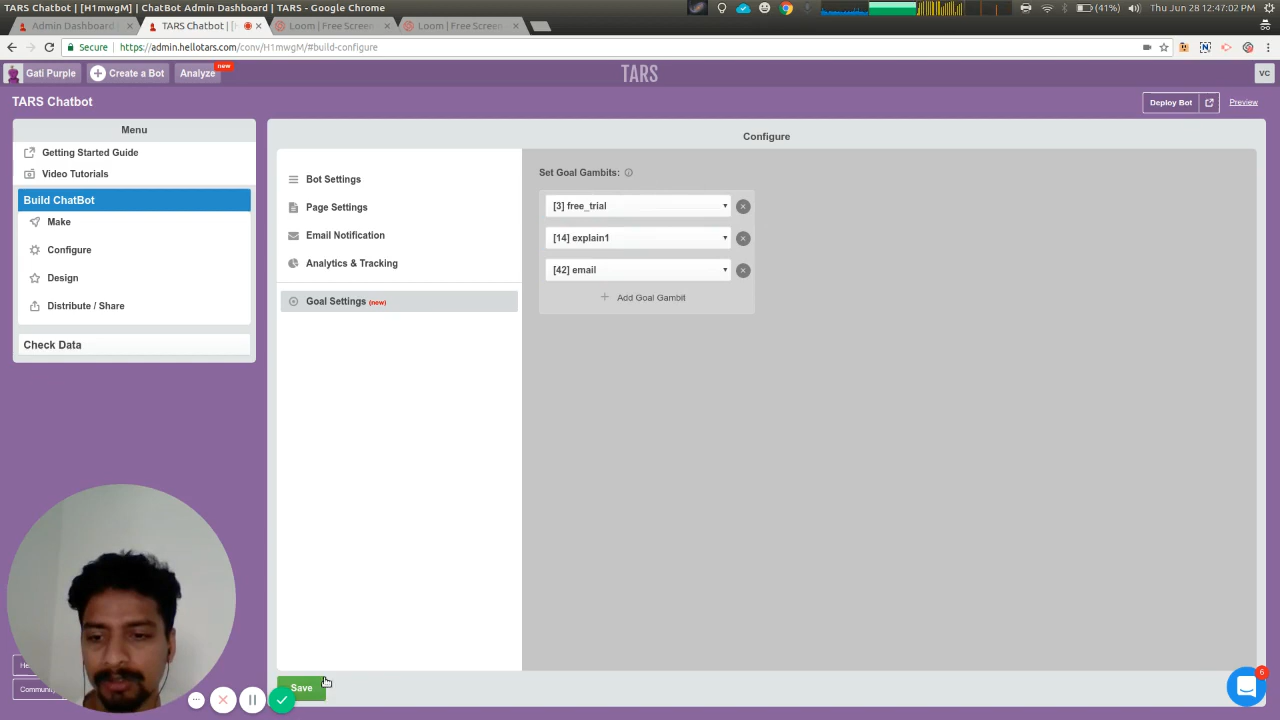 TARS Chatbot | [H1mwgM] | ChatBot Admin Dashboard | TARS - Google Chrome
(41%)
Thu Jun 28 12:47:02 PM
Admin Dashboard
TARS Chatbot |
Loom | Free Screen
Loom | Free Screen
Secure
https://admin.hellotars.com/conv/H1mwgM/#build-configure
Gati Purple
Create a Bot
Analyze
new
TARS
VC
TARS Chatbot
Deploy Bot
Preview
Menu
Getting Started Guide
Video Tutorials
Build ChatBot
Make
Configure
Design
Distribute / Share
Check Data
Configure
Bot Settings
Page Settings
Email Notification
Analytics & Tracking
Goal Settings (new)
Set Goal Gambits:
[3] free_trial
[14] explain1
[42] email
Add Goal Gambit
Save
He
Community
6